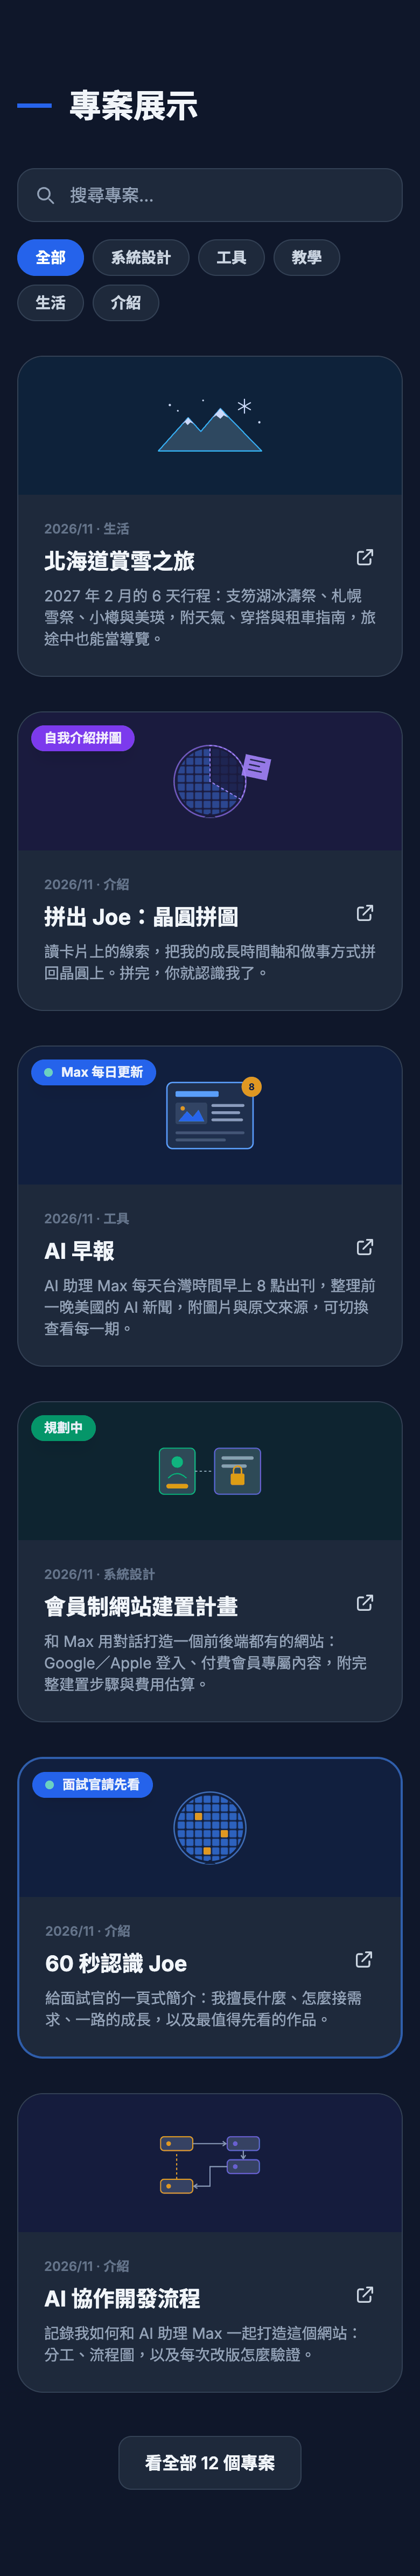 專案展示
搜尋專案...
全部
系統設計
工具
教學
生活
介紹
2026/11 · 生活
北海道賞雪之旅
2027 年 2 月的 6 天行程：支笏湖冰濤祭、札幌
雪祭、小樽與美瑛，附天氣、穿搭與租車指南，旅
途中也能當導覽。
自我介紹拼圖
2026/11 · 介紹
拼出 Joe：晶圓拼圖
讀卡片上的線索，把我的成長時間軸和做事方式拼
回晶圓上。拼完，你就認識我了。
Max 每日更新
8
2026/11 · 工具
AI 早報
AI 助理 Max 每天台灣時間早上 8 點出刊，整理前
一晚美國的 AI 新聞，附圖片與原文來源，可切換
查看每一期。
規劃中
2026/11 · 系統設計
會員制網站建置計畫
和 Max 用對話打造一個前後端都有的網站：
Google／Apple 登入、付費會員專屬內容，附完
整建置步驟與費用估算。
面試官請先看
2026/11 · 介紹
60 秒認識 Joe
給面試官的一頁式簡介：我擅長什麼、怎麼接需
求、一路的成長，以及最值得先看的作品。
2026/11 · 介紹
AI 協作開發流程
記錄我如何和 AI 助理 Max 一起打造這個網站：
分工、流程圖，以及每次改版怎麼驗證。
看全部 12 個專案